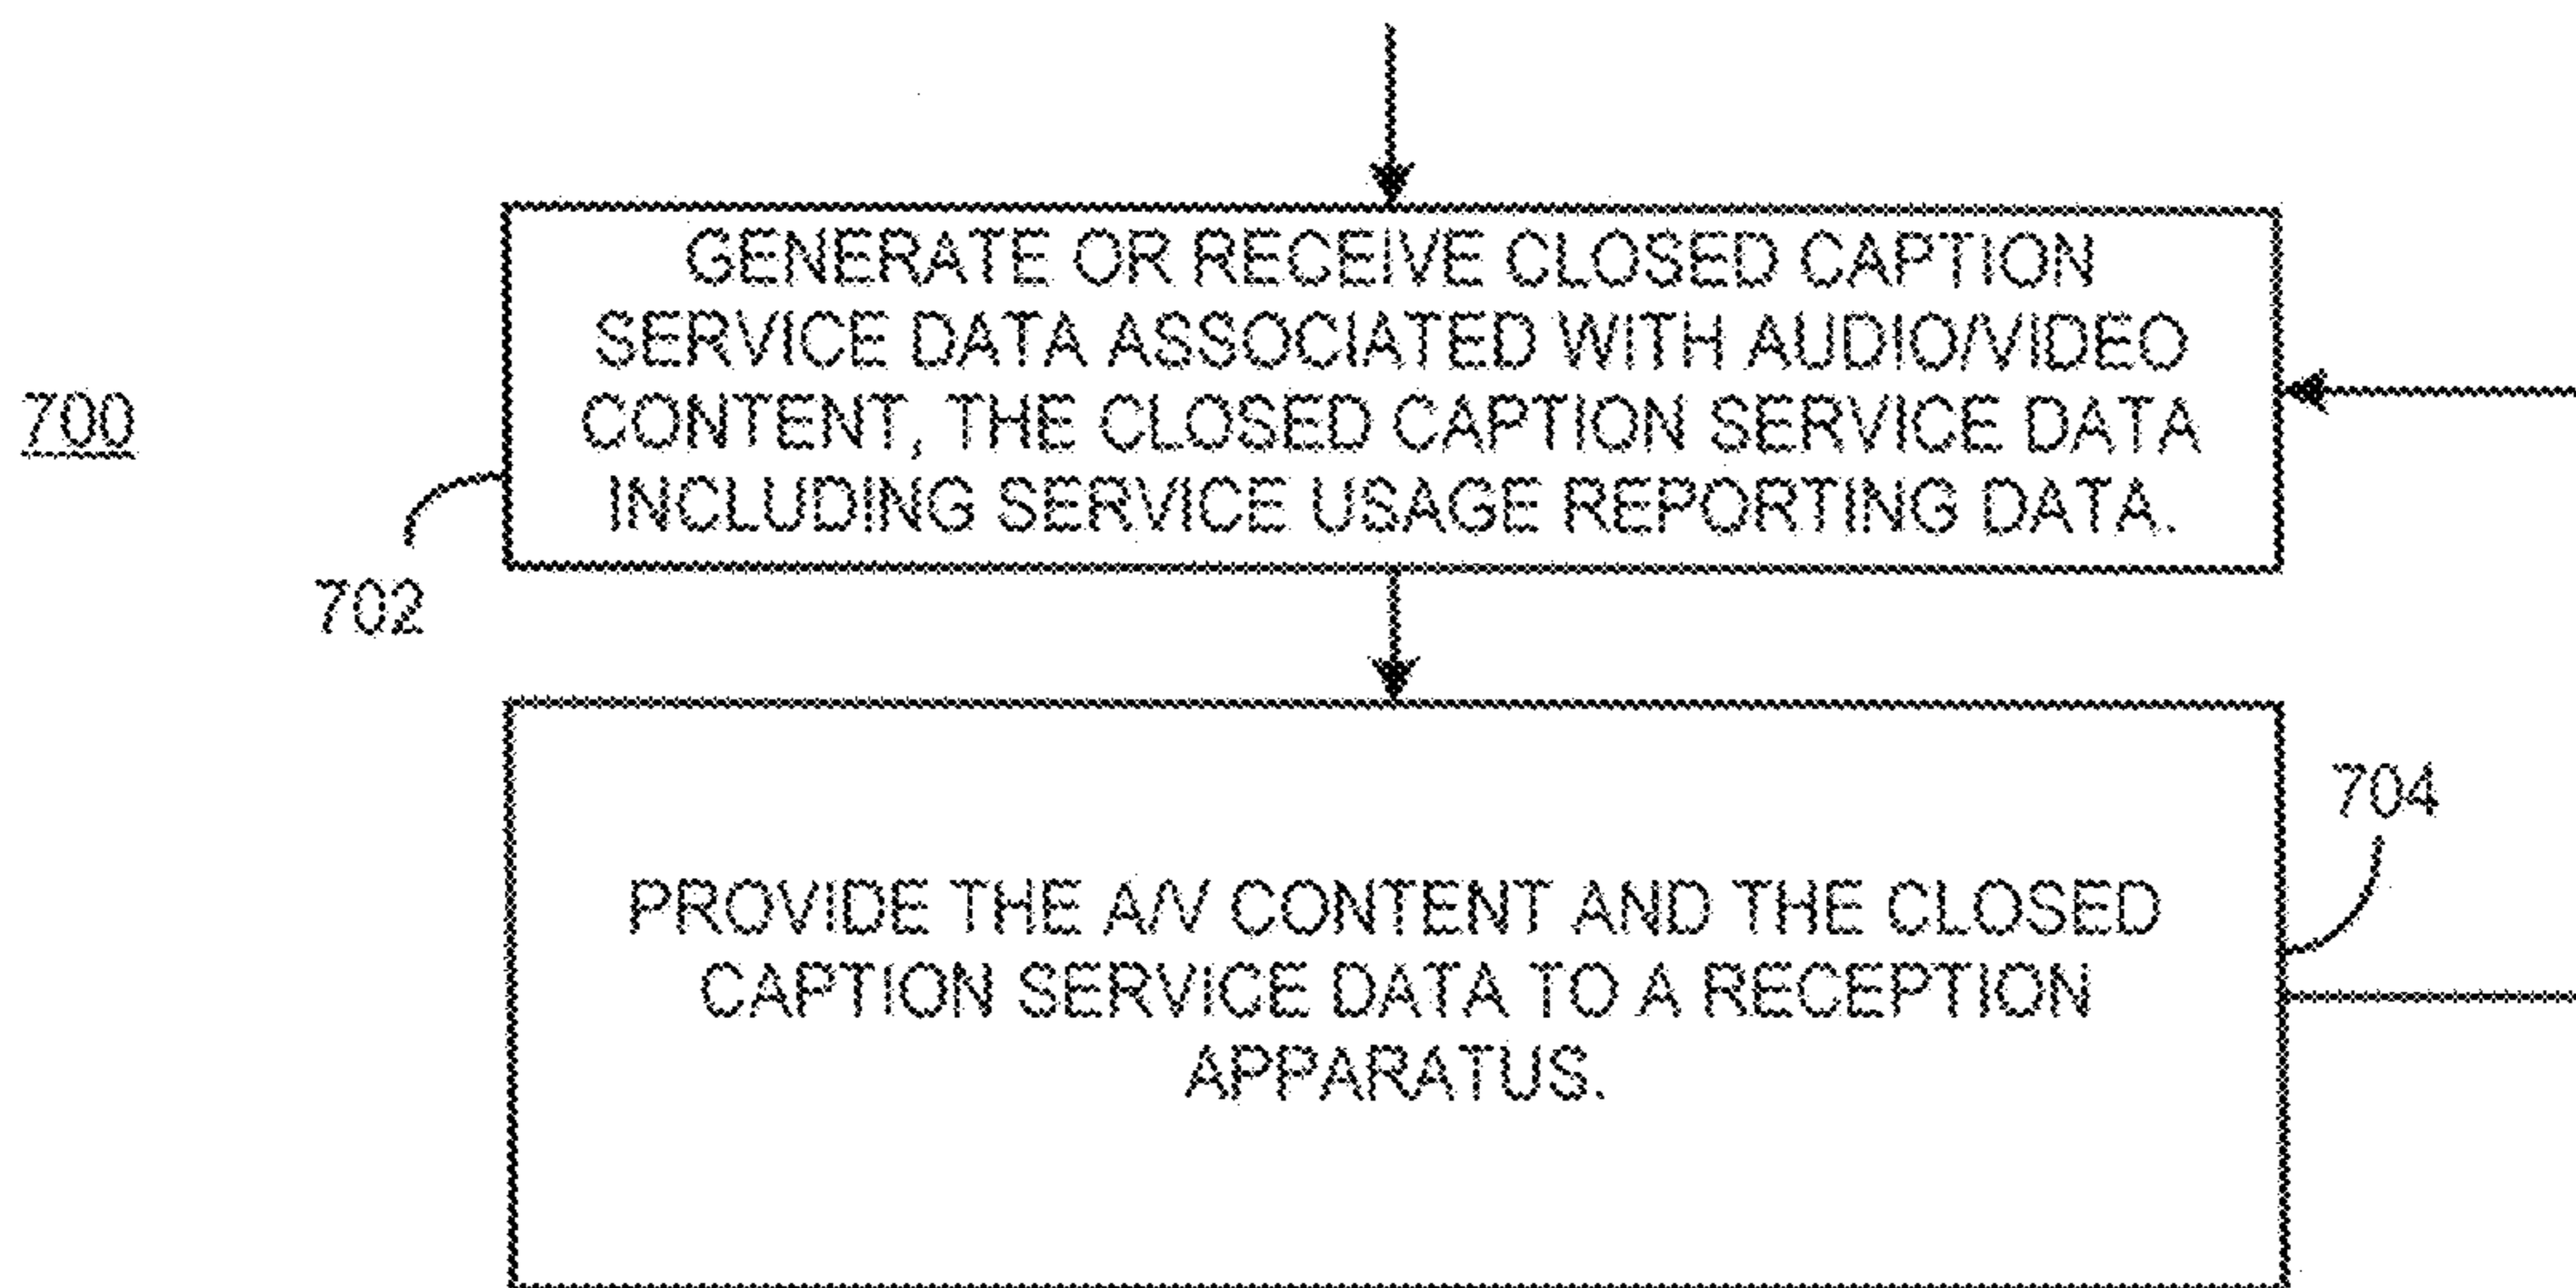 GENERATE OR RECEIVE CLOSED CAPTION
SERVICE DATA ASSOCIATED WITH AUDIO/VIDEO
CONTENT, THE CLOSED CAPTION SERVICE DATA
INCLUDING SERVICE USAGE REPORTING DATA.
700
702
704
PROVIDE THE A/V CONTENT AND THE CLOSED
CAPTION SERVICE DATA TO A RECEPTION
APPARATUS.